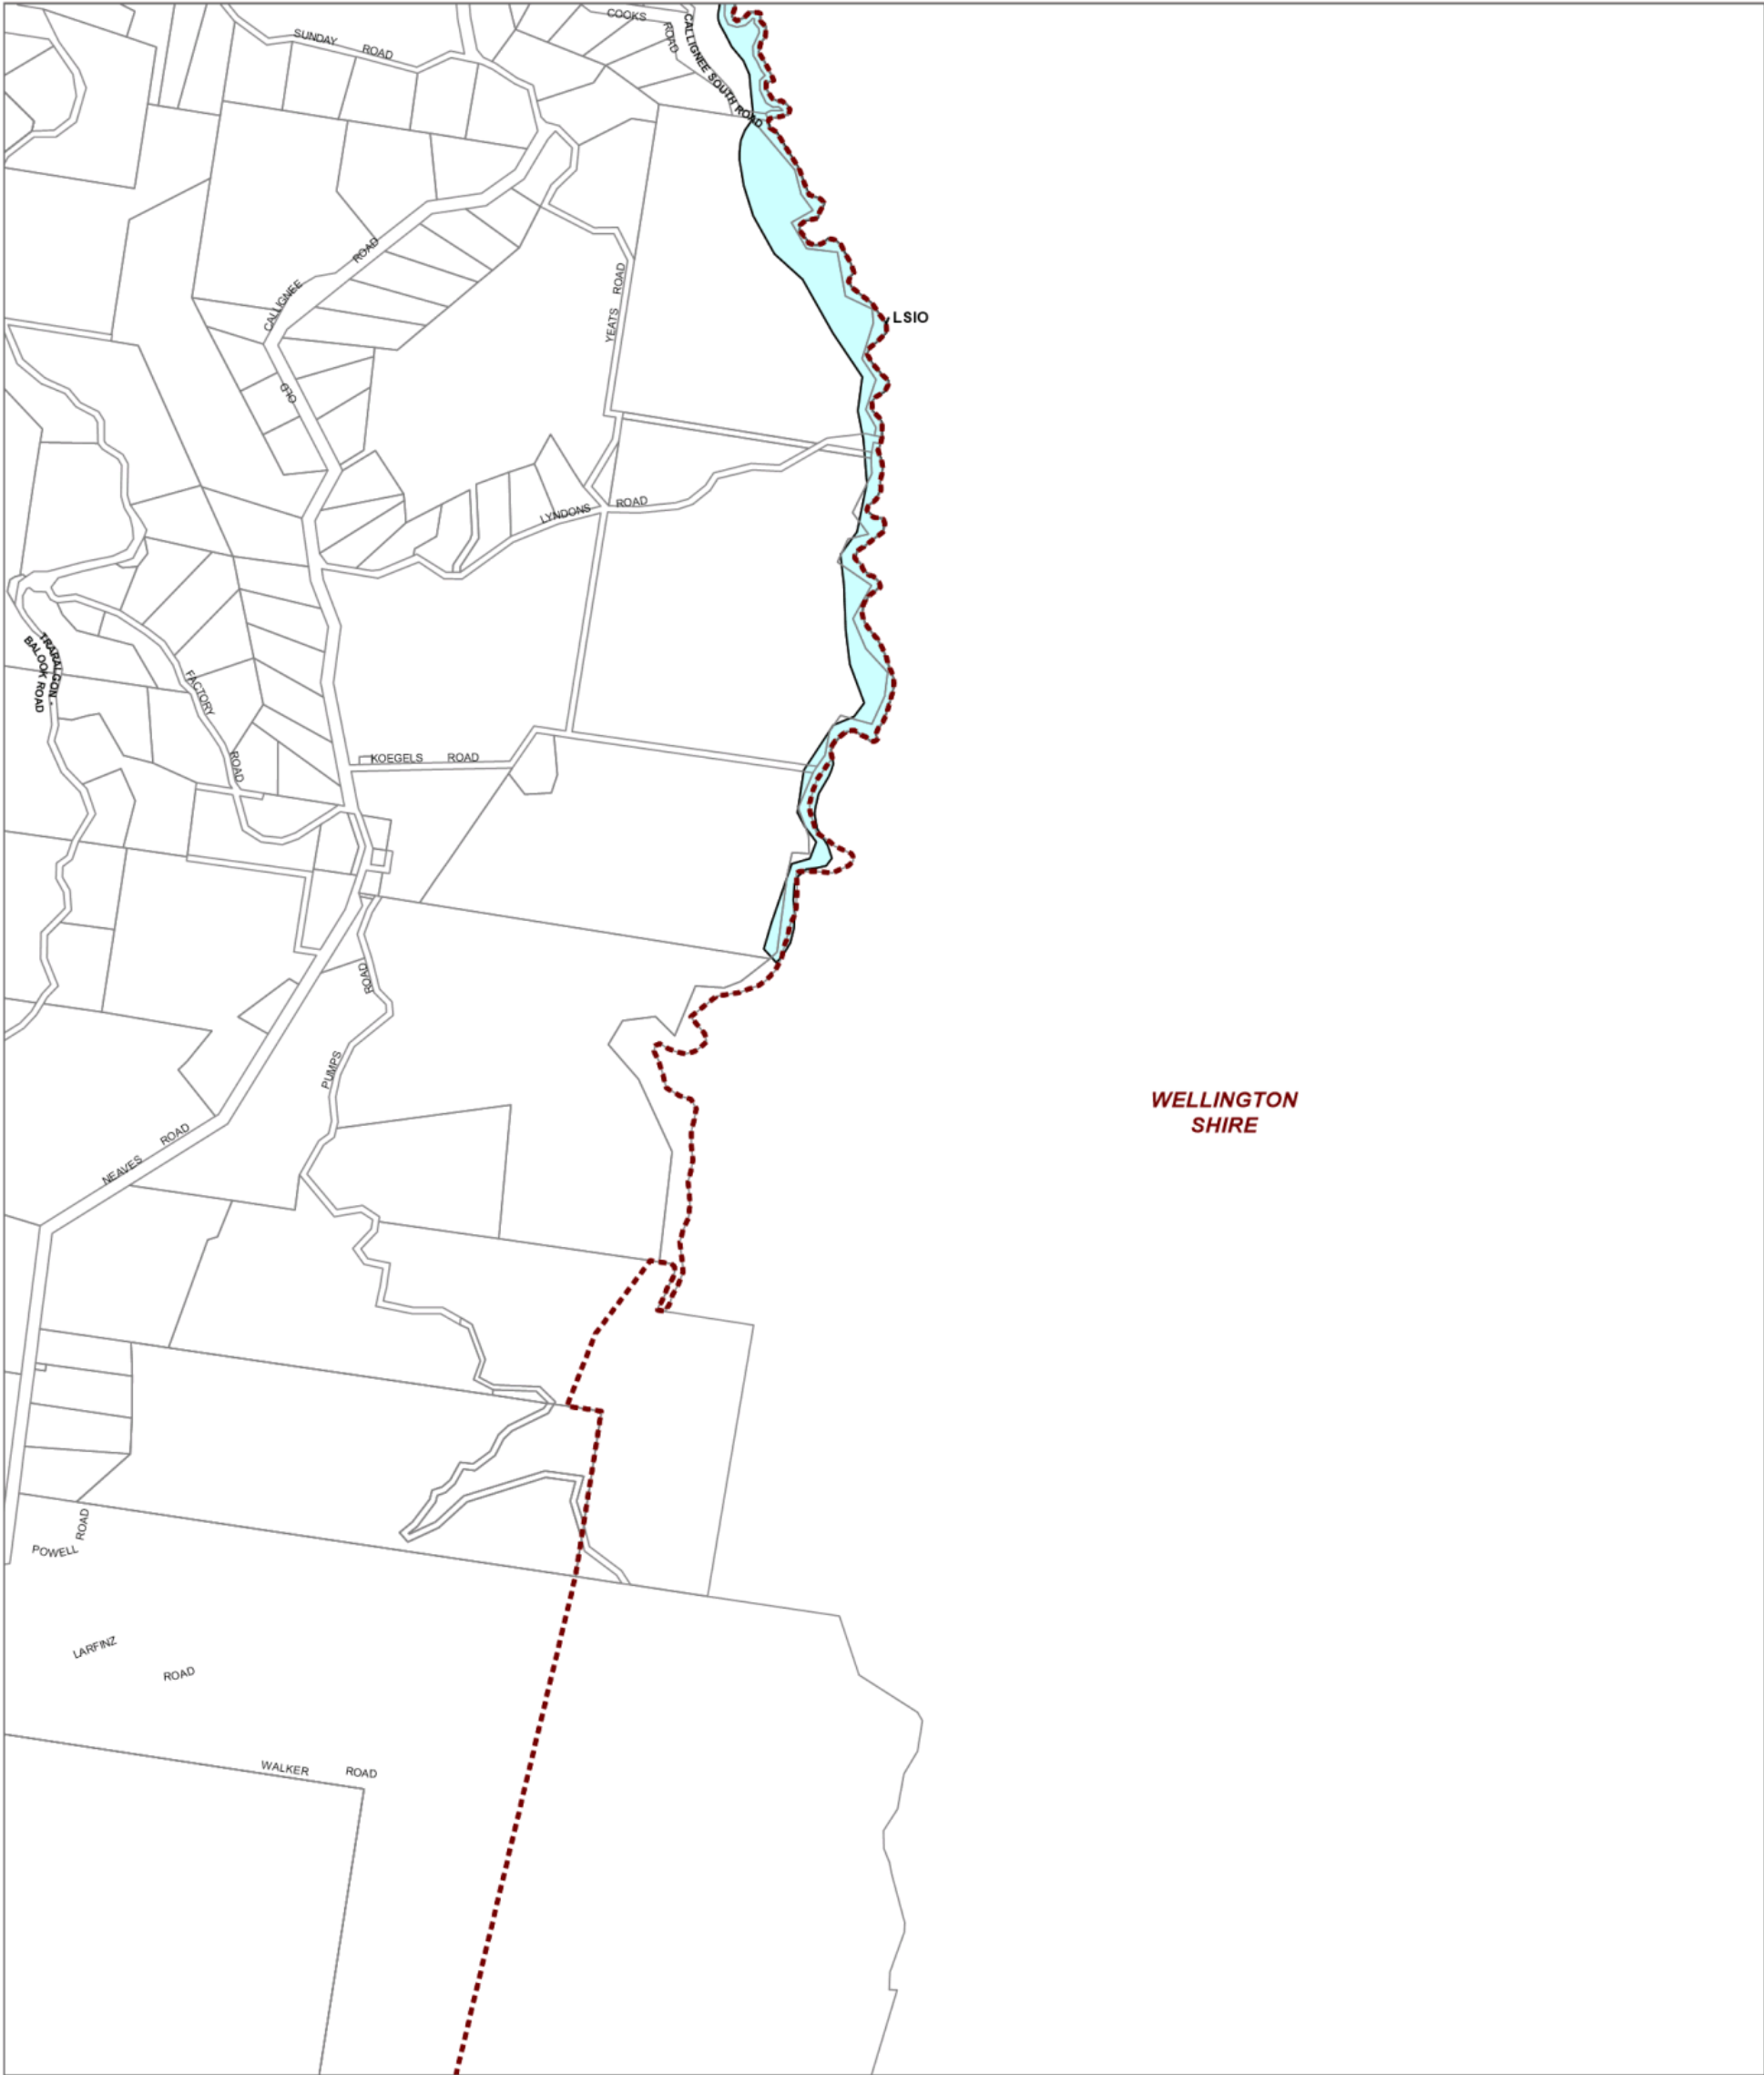 COOKS
ROAD
CALLIGNEE SOUTH ROAD
SUNDAY ROAD
CALLIGNEE ROAD
OLD
YEATS ROAD
LSIO
LYNDONS ROAD
TRARALGON -
BALOOK ROAD
FACTORY
ROAD
KOEGELS ROAD
ROAD
PUMPS
WELLINGTON
SHIRE
NEAVES ROAD
POWELL ROAD
LARFINZ
ROAD
WALKER ROAD